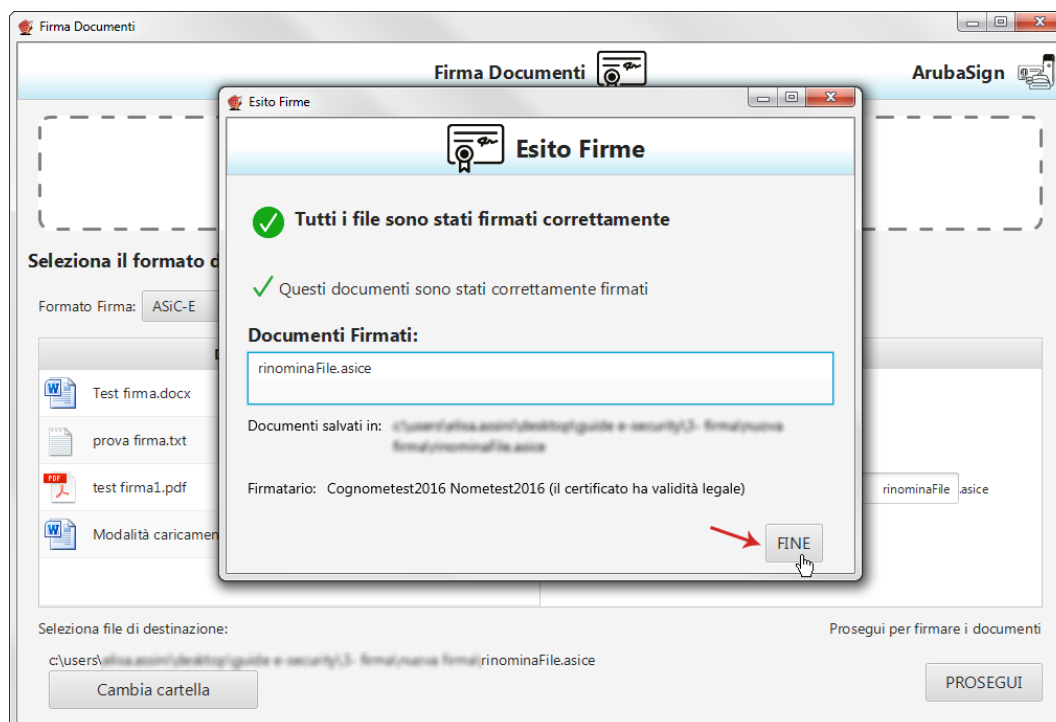 Firma Documenti
Firma Documenti
ArubaSign
Esito Firme
Esito Firme
Tutti i file sono stati firmati correttamente
Questi documenti sono stati correttamente firmati
Documenti Firmati:
rinominaFile.asice
Documenti salvati in:
Firmatario: Cognometest2016 Nometest2016 (il certificato ha validità legale)
FINE
Seleziona il formato d
Formato Firma: ASiC-E
Test firma.docx
prova firma.txt
test firma1.pdf
rinominaFile .asice
Modalità caricamen
Seleziona file di destinazione:
Prosegui per firmare i documenti
c:\users\ rinominaFile.asice
Cambia cartella
PROSEGUI